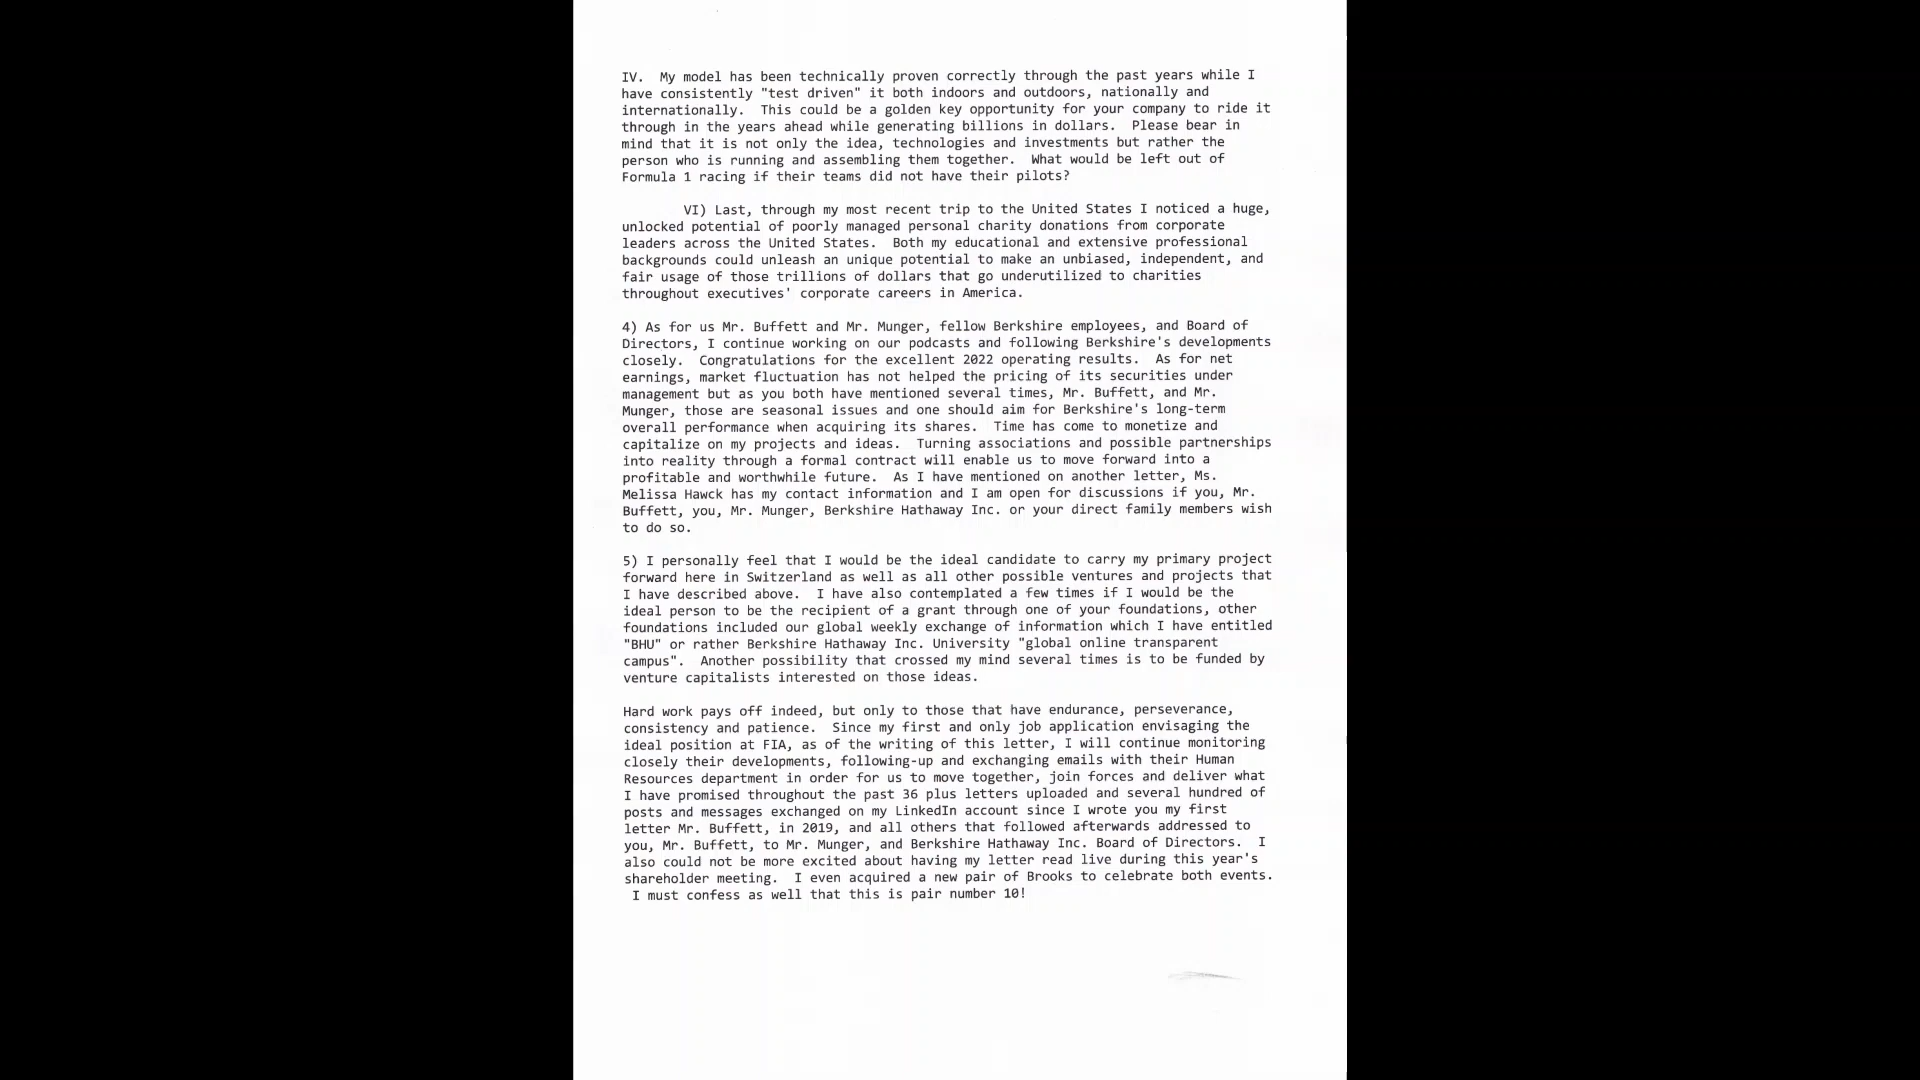 IV.  My model has been technically proven correctly through the past years while I
have consistently "test driven" it both indoors and outdoors, nationally and
internationally.  This could be a golden key opportunity for your company to ride it
through in the years ahead while generating billions in dollars.  Please bear in
mind that it is not only the idea, technologies and investments but rather the
person who is running and assembling them together.  What would be left out of
Formula 1 racing if their teams did not have their pilots?
VI) Last, through my most recent trip to the United States I noticed a huge,
unlocked potential of poorly managed personal charity donations from corporate
leaders across the United States.  Both my educational and extensive professional
backgrounds could unleash an unique potential to make an unbiased, independent, and
fair usage of those trillions of dollars that go underutilized to charities
throughout executives' corporate careers in America.
4) As for us Mr. Buffett and Mr. Munger, fellow Berkshire employees, and Board of
Directors, I continue working on our podcasts and following Berkshire's developments
closely.  Congratulations for the excellent 2022 operating results.  As for net
earnings, market fluctuation has not helped the pricing of its securities under
management but as you both have mentioned several times, Mr. Buffett, and Mr.
Munger, those are seasonal issues and one should aim for Berkshire's long-term
overall performance when acquiring its shares.  Time has come to monetize and
capitalize on my projects and ideas.  Turning associations and possible partnerships
into reality through a formal contract will enable us to move forward into a
profitable and worthwhile future.  As I have mentioned on another letter, Ms.
Melissa Hawck has my contact information and I am open for discussions if you, Mr.
Buffett, you, Mr. Munger, Berkshire Hathaway Inc. or your direct family members wish
to do so.
5) I personally feel that I would be the ideal candidate to carry my primary project
forward here in Switzerland as well as all other possible ventures and projects that
I have described above.  I have also contemplated a few times if I would be the
ideal person to be the recipient of a grant through one of your foundations, other
foundations included our global weekly exchange of information which I have entitled
"BHU" or rather Berkshire Hathaway Inc. University "global online transparent
campus".  Another possibility that crossed my mind several times is to be funded by
venture capitalists interested on those ideas.
Hard work pays off indeed, but only to those that have endurance, perseverance,
consistency and patience.  Since my first and only job application envisaging the
ideal position at FIA, as of the writing of this letter, I will continue monitoring
closely their developments, following-up and exchanging emails with their Human
Resources department in order for us to move together, join forces and deliver what
I have promised throughout the past 36 plus letters uploaded and several hundred of
posts and messages exchanged on my LinkedIn account since I wrote you my first
letter Mr. Buffett, in 2019, and all others that followed afterwards addressed to
you, Mr. Buffett, to Mr. Munger, and Berkshire Hathaway Inc. Board of Directors.  I
also could not be more excited about having my letter read live during this year's
shareholder meeting.  I even acquired a new pair of Brooks to celebrate both events.
I must confess as well that this is pair number 10!